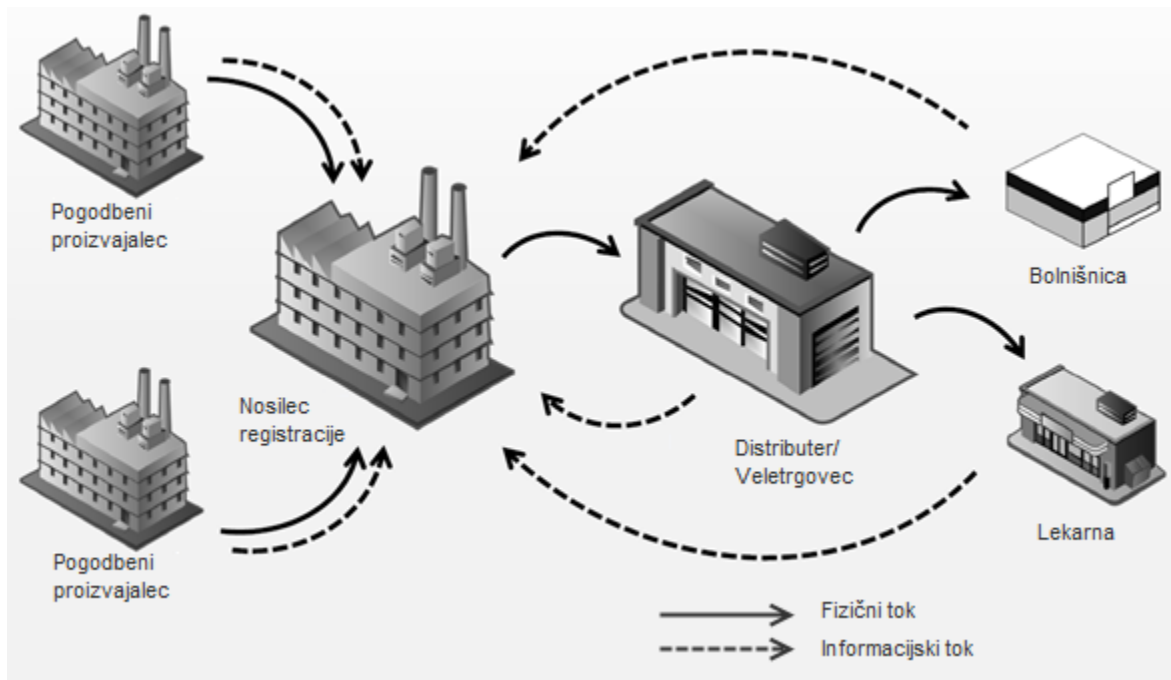 Pogodbeni
proizvajalec
Bolnišnica
Nosilec
registracije
Distributer/
Veletrgovec
Lekarna
Pogodbeni
proizvajalec
Fizični tok
Informacijski tok